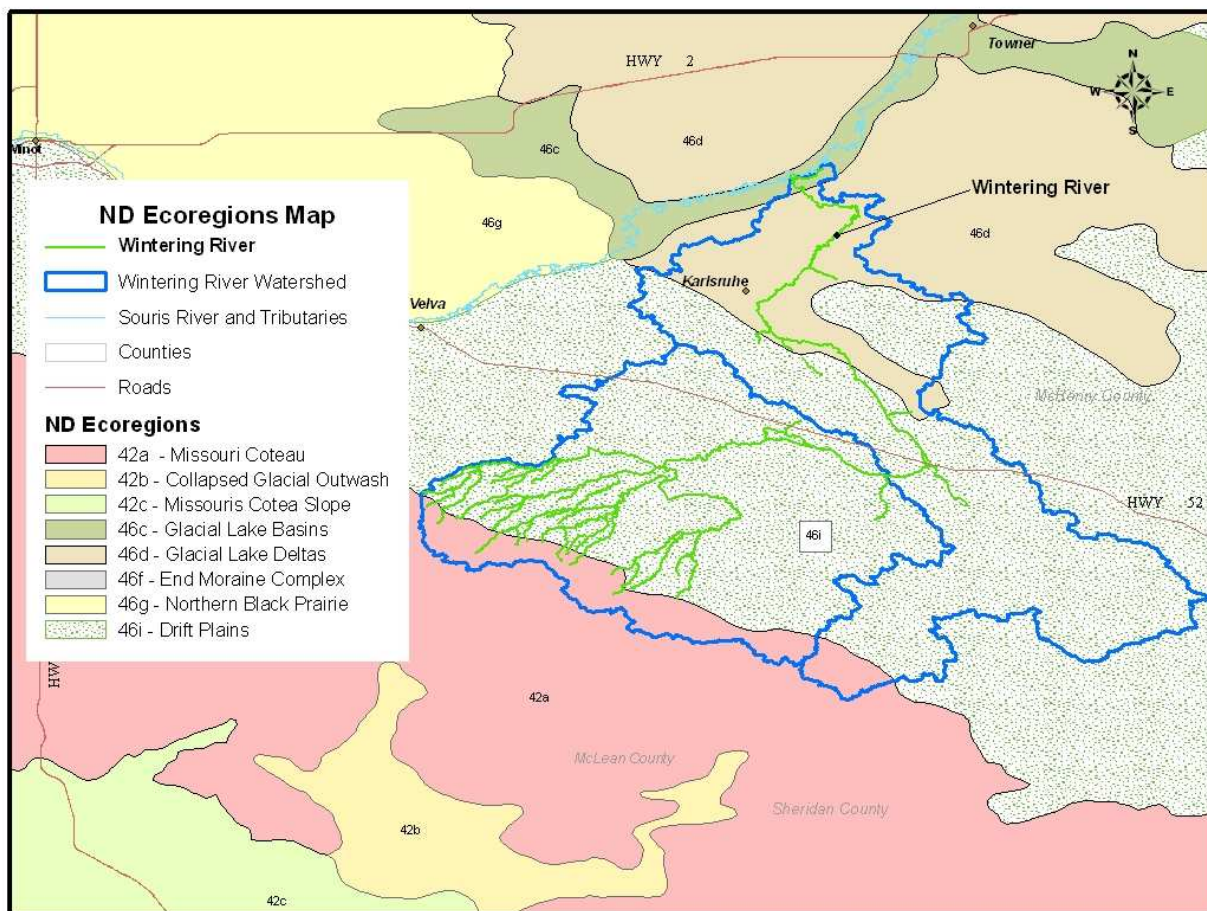 Towner
HWY 2
N
W E
S
Minot
46c
46d
Wintering River
46g
46d
Karlsruhe
Velva
McHenry County
HWY 52
46i
ND Ecoregions Map
Wintering River
Wintering River Watershed
Souris River and Tributaries
Counties
Roads
ND Ecoregions
42a - Missouri Coteau
42b - Collapsed Glacial Outwash
42c - Missouris Cotea Slope
46c - Glacial Lake Basins
46d - Glacial Lake Deltas
46f - End Moraine Complex
46g - Northern Black Prairie
46i - Drift Plains
HW
42a
McLean County
Sheridan County
42b
42c